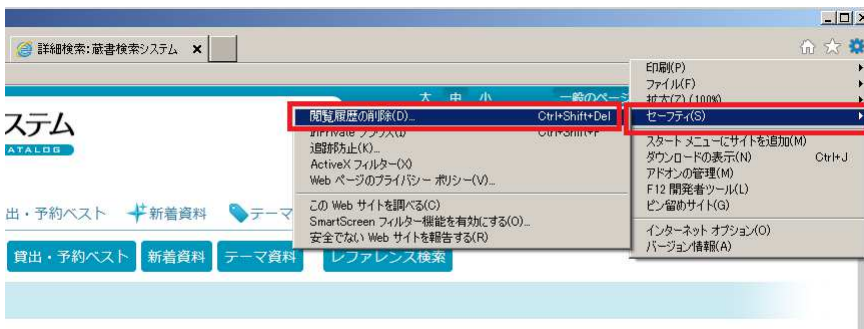 詳細検索:蔵書検索システム
大 中 小
一般のページ
ステム
ATALOG
出・予約ベスト
新着資料
テーマ
貸出・予約ベスト
新着資料
テーマ資料
レファレンス検索
閲覧履歴の削除(D)... Ctrl+Shift+Del
InPrivate ブラウズ(I) Ctrl+Shift+P
追跡防止(K)...
ActiveX フィルター(X)
Web ページのプライバシー ポリシー(V)...
この Web サイトを調べる(C)
SmartScreen フィルター機能を有効にする(O)...
安全でない Web サイトを報告する(R)
印刷(P)
ファイル(F)
拡大(Z) (100%)
セーフティ(S)
スタート メニューにサイトを追加(M)
ダウンロードの表示(N) Ctrl+J
アドオンの管理(M)
F12 開発者ツール(L)
ピン留めサイト(G)
インターネット オプション(O)
バージョン情報(A)